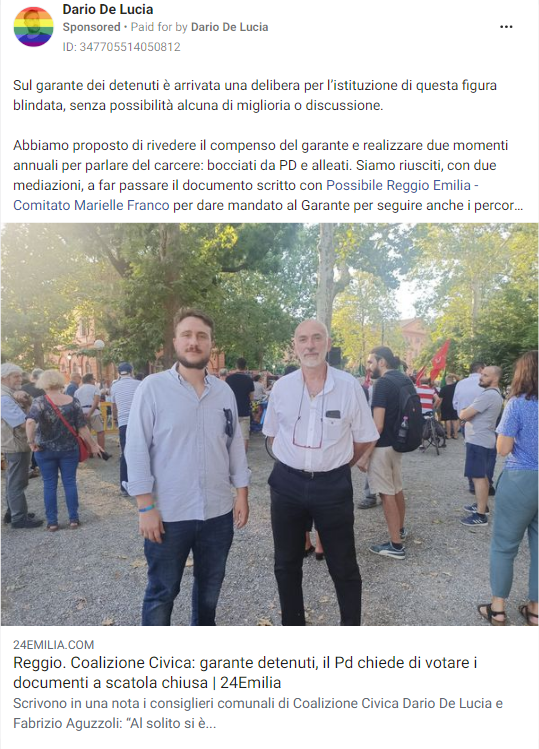 Dario De Lucia
Sponsored • Paid for by Dario De Lucia
ID: 347705514050812
Sul garante dei detenuti è arrivata una delibera per l'istituzione di questa figura
blindata, senza possibilità alcuna di miglioria o discussione.
Abbiamo proposto di rivedere il compenso del garante e realizzare due momenti
annuali per parlare del carcere: bocciati da PD e alleati. Siamo riusciti, con due
mediazioni, a far passare il documento scritto con Possibile Reggio Emilia -
Comitato Marielle Franco per dare mandato al Garante per seguire anche i percor...
24EMILIA.COM
Reggio. Coalizione Civica: garante detenuti, il Pd chiede di votare i
documenti a scatola chiusa | 24Emilia
Scrivono in una nota i consiglieri comunali di Coalizione Civica Dario De Lucia e
Fabrizio Aguzzoli: “Al solito si è...